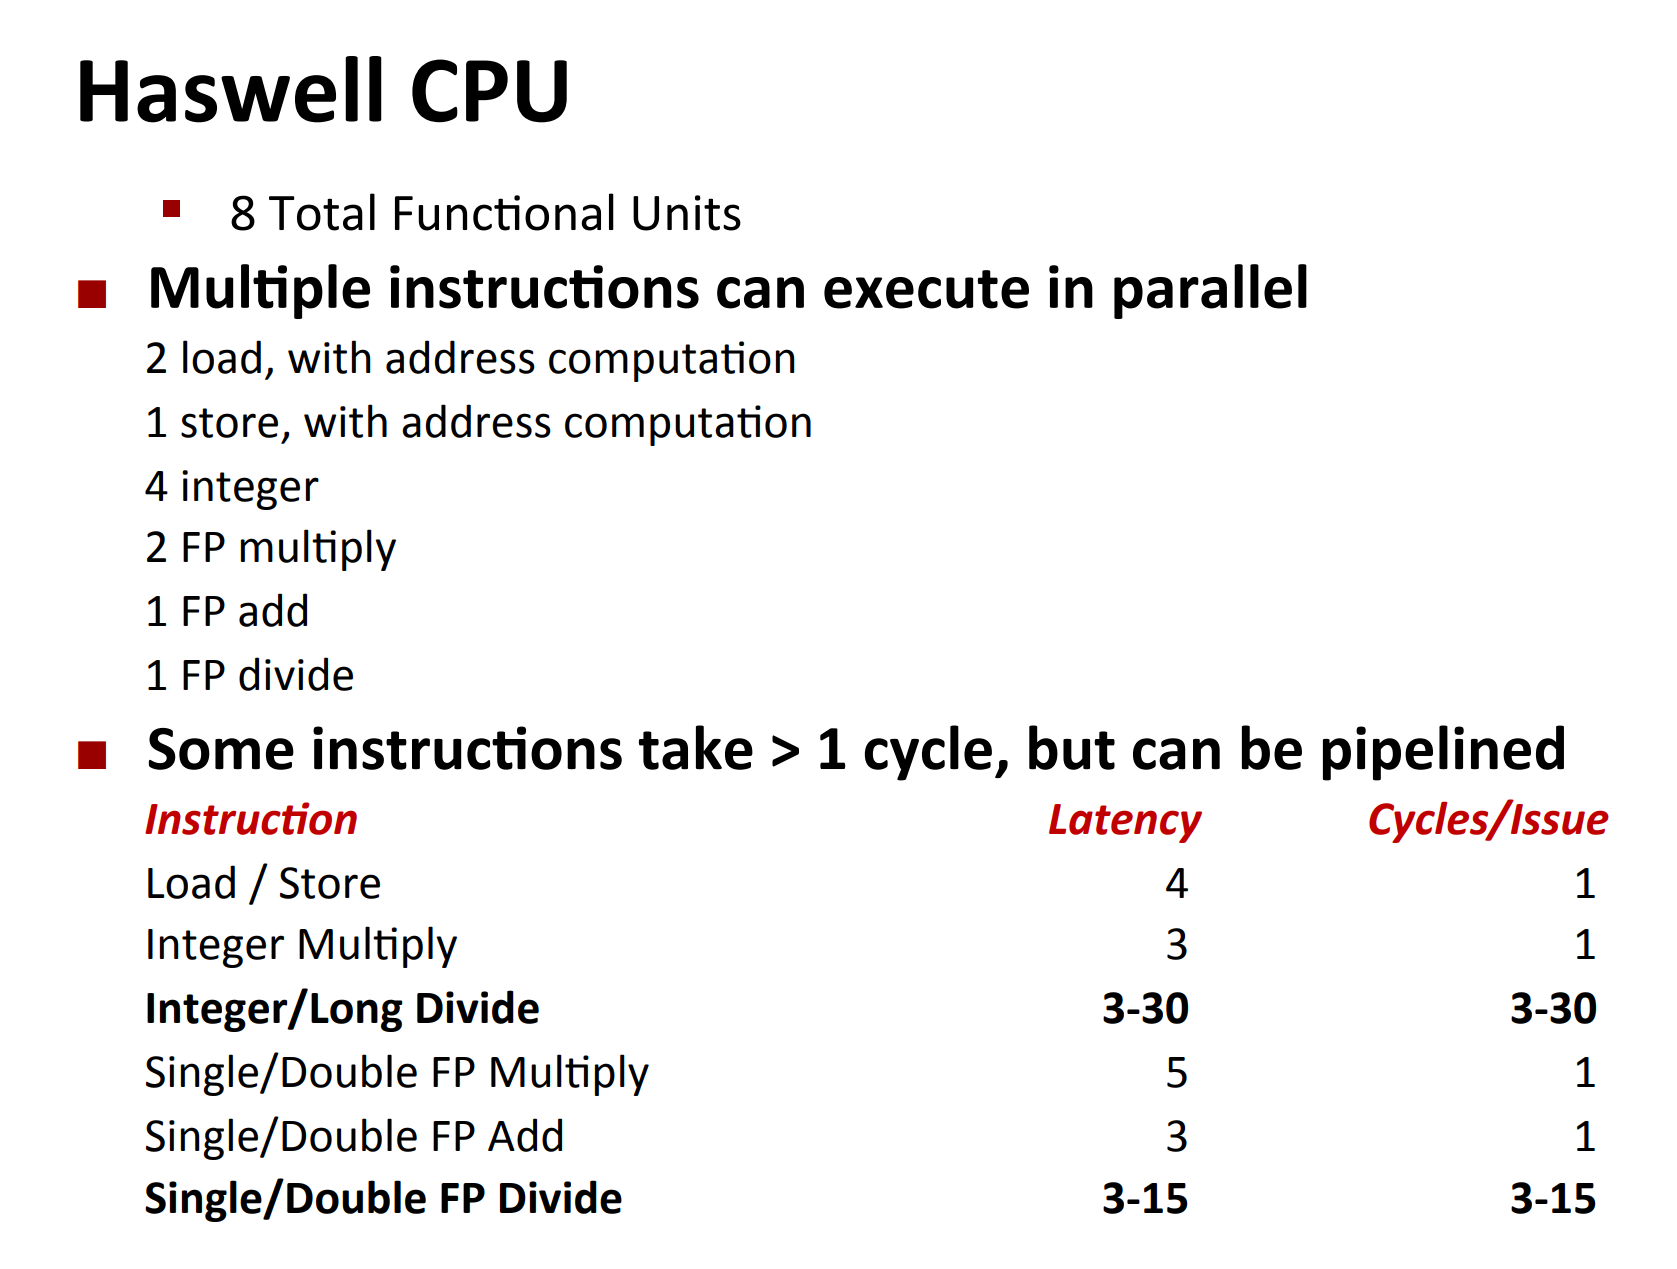 Haswell CPU
8 Total Functional Units
Multiple instructions can execute in parallel
2 load, with address computation
1 store, with address computation
4 integer
2 FP multiply
1 FP add
1 FP divide
Some instructions take > 1 cycle, but can be pipelined
Instruction Latency Cycles/Issue
Load / Store 4 1
Integer Multiply 3 1
Integer/Long Divide 3-30 3-30
Single/Double FP Multiply 5 1
Single/Double FP Add 3 1
Single/Double FP Divide 3-15 3-15